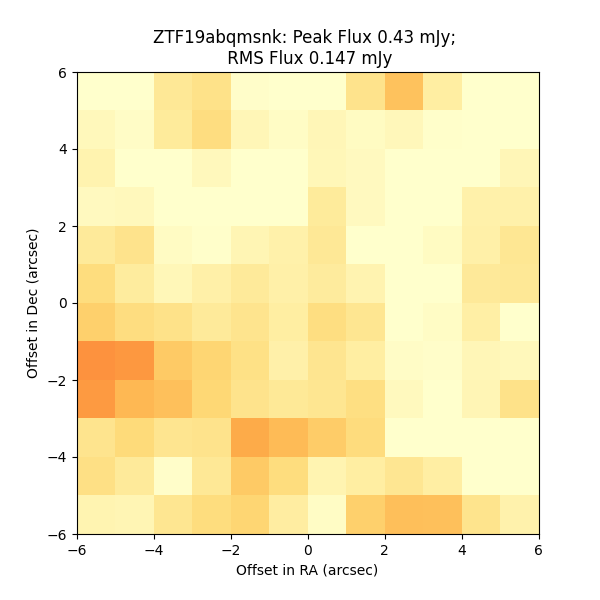 ZTF19abqmsnk: Peak Flux 0.43 mJy;
RMS Flux 0.147 mJy
6
4
2
0
−2
−4
−6
Offset in Dec (arcsec)
−6 −4 −2 0 2 4 6
Offset in RA (arcsec)